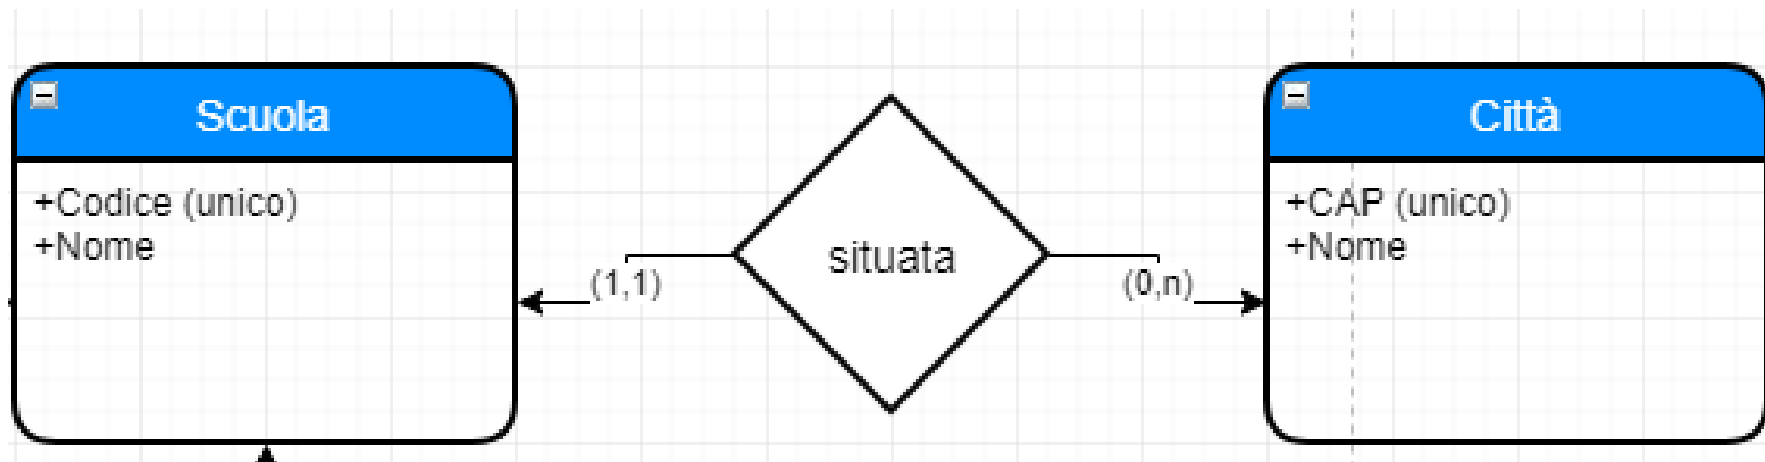 Scuola
+Codice (unico)
+Nome
(1,1)
situata
(0,n)
Città
+CAP (unico)
+Nome